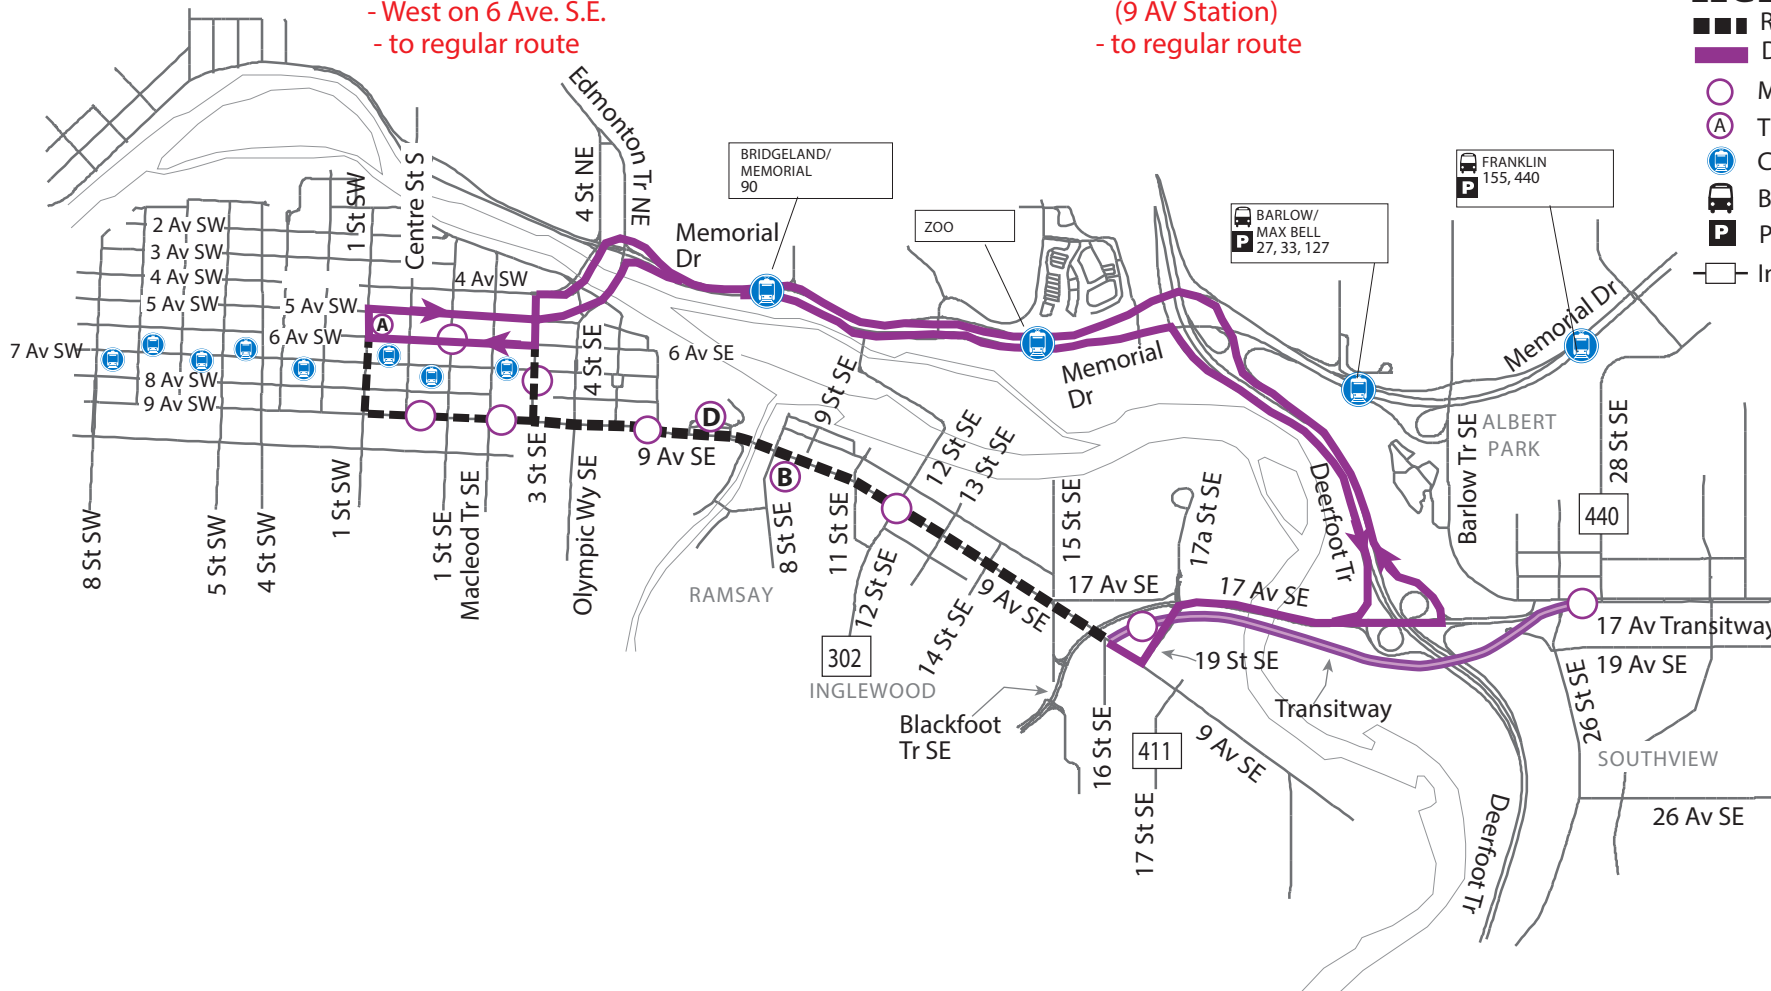 - West on 6 Ave. S.E.
- to regular route
(9 AV Station)
- to regular route
Edmonton Tr NE
4 St NE
BRIDGELAND/
MEMORIAL
90
ZOO
BARLOW/
MAX BELL
27, 33, 127
P
FRANKLIN
155, 440
P
A
P
1 St SW
Centre St S
2 Av SW
3 Av SW
4 Av SW
5 Av SW
5 Av SW
4 Av SW
6 Av SW
7 Av SW
8 Av SW
9 Av SW
A
Memorial
Dr
4 St SE
6 Av SE
9 St SE
Memorial
Dr
Memorial Dr
ALBERT
PARK
28 St SE
440
Barlow Tr SE
D
9 Av SE
B
3 St SE
12 St SE
13 St SE
Deerfoot Tr
8 St SW
5 St SW
4 St SW
1 St SW
1 St SE
Macleod Tr SE
Olympic Wy SE
8 St SE
11 St SE
15 St SE
17a St SE
RAMSAY
12 St SE
14 St SE
9 Av SE
17 Av SE
17 Av SE
17 Av Transitway
19 Av SE
19 St SE
302
INGLEWOOD
Blackfoot
Tr SE
16 St SE
411
17 St SE
9 Av SE
Transitway
26 St SE
SOUTHVIEW
26 Av SE
Deerfoot Tr